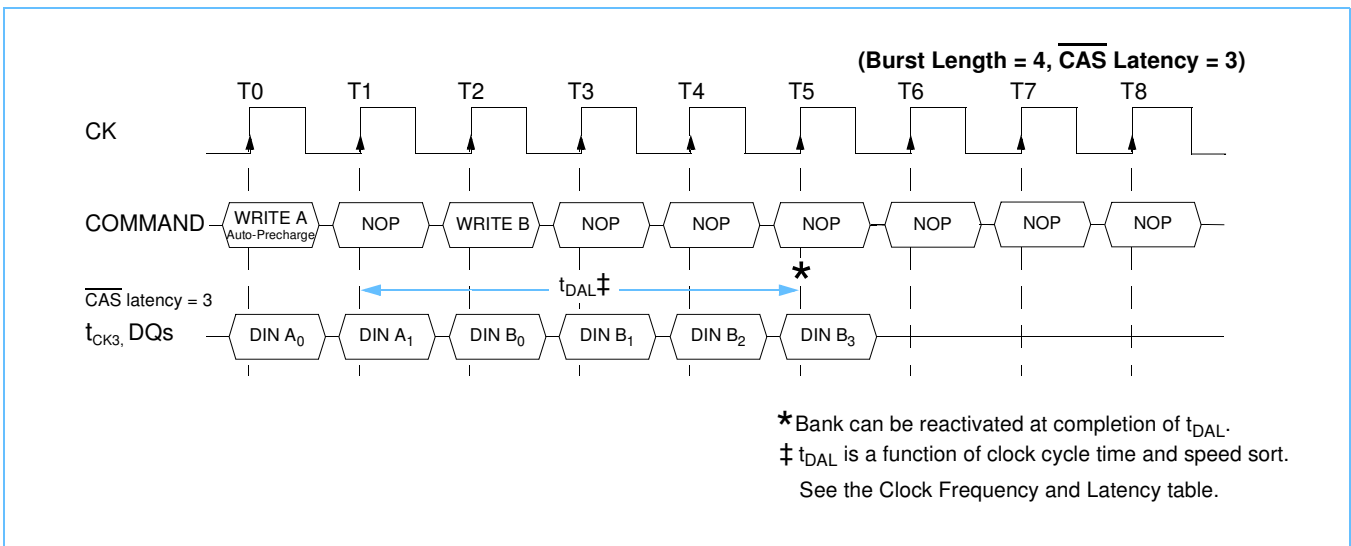 (Burst Length = 4, CAS Latency = 3)
T0 T1 T2 T3 T4 T5 T6 T7 T8
CK
COMMAND WRITE A Auto-Precharge NOP WRITE B NOP NOP NOP NOP NOP NOP
*
tDAL‡
CAS latency = 3
tCK3, DQs DIN A0 DIN A1 DIN B0 DIN B1 DIN B2 DIN B3
* Bank can be reactivated at completion of tDAL.
‡ tDAL is a function of clock cycle time and speed sort.
See the Clock Frequency and Latency table.